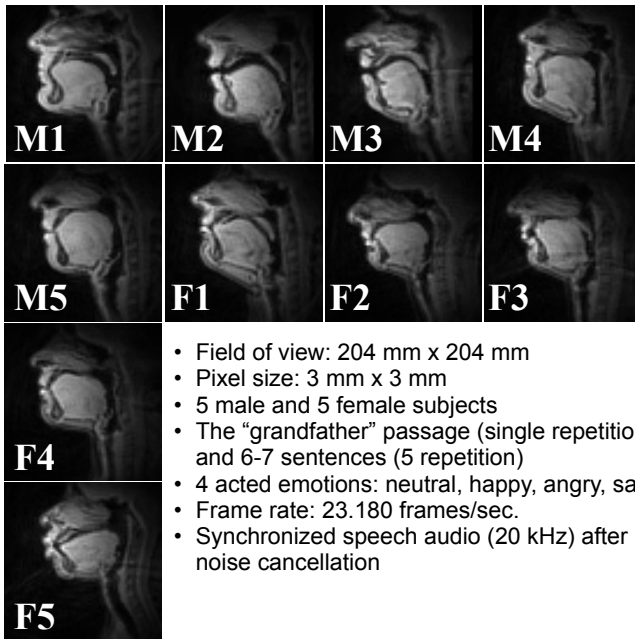 M1 M2 M3 M4
M5 F1 F2 F3
F4
F5
• Field of view: 204 mm x 204 mm
• Pixel size: 3 mm x 3 mm
• 5 male and 5 female subjects
• The “grandfather” passage (single repetitio
and 6-7 sentences (5 repetition)
• 4 acted emotions: neutral, happy, angry, sa
• Frame rate: 23.180 frames/sec.
• Synchronized speech audio (20 kHz) after
noise cancellation